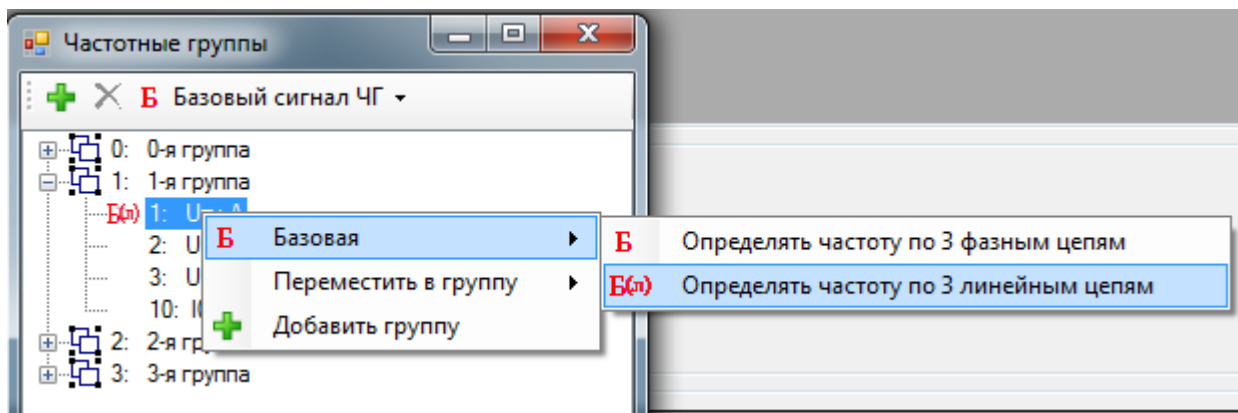 Частотные группы
Б Базовый сигнал ЧГ
0: 0-я группа
1: 1-я группа
Б(л) 1:
2: U
3: U
10:
2: 2-я гр
3: 3-я группа
Б Базовая
Переместить в группу
Добавить группу
Б Определять частоту по 3 фазным цепям
Б(л) Определять частоту по 3 линейным цепям